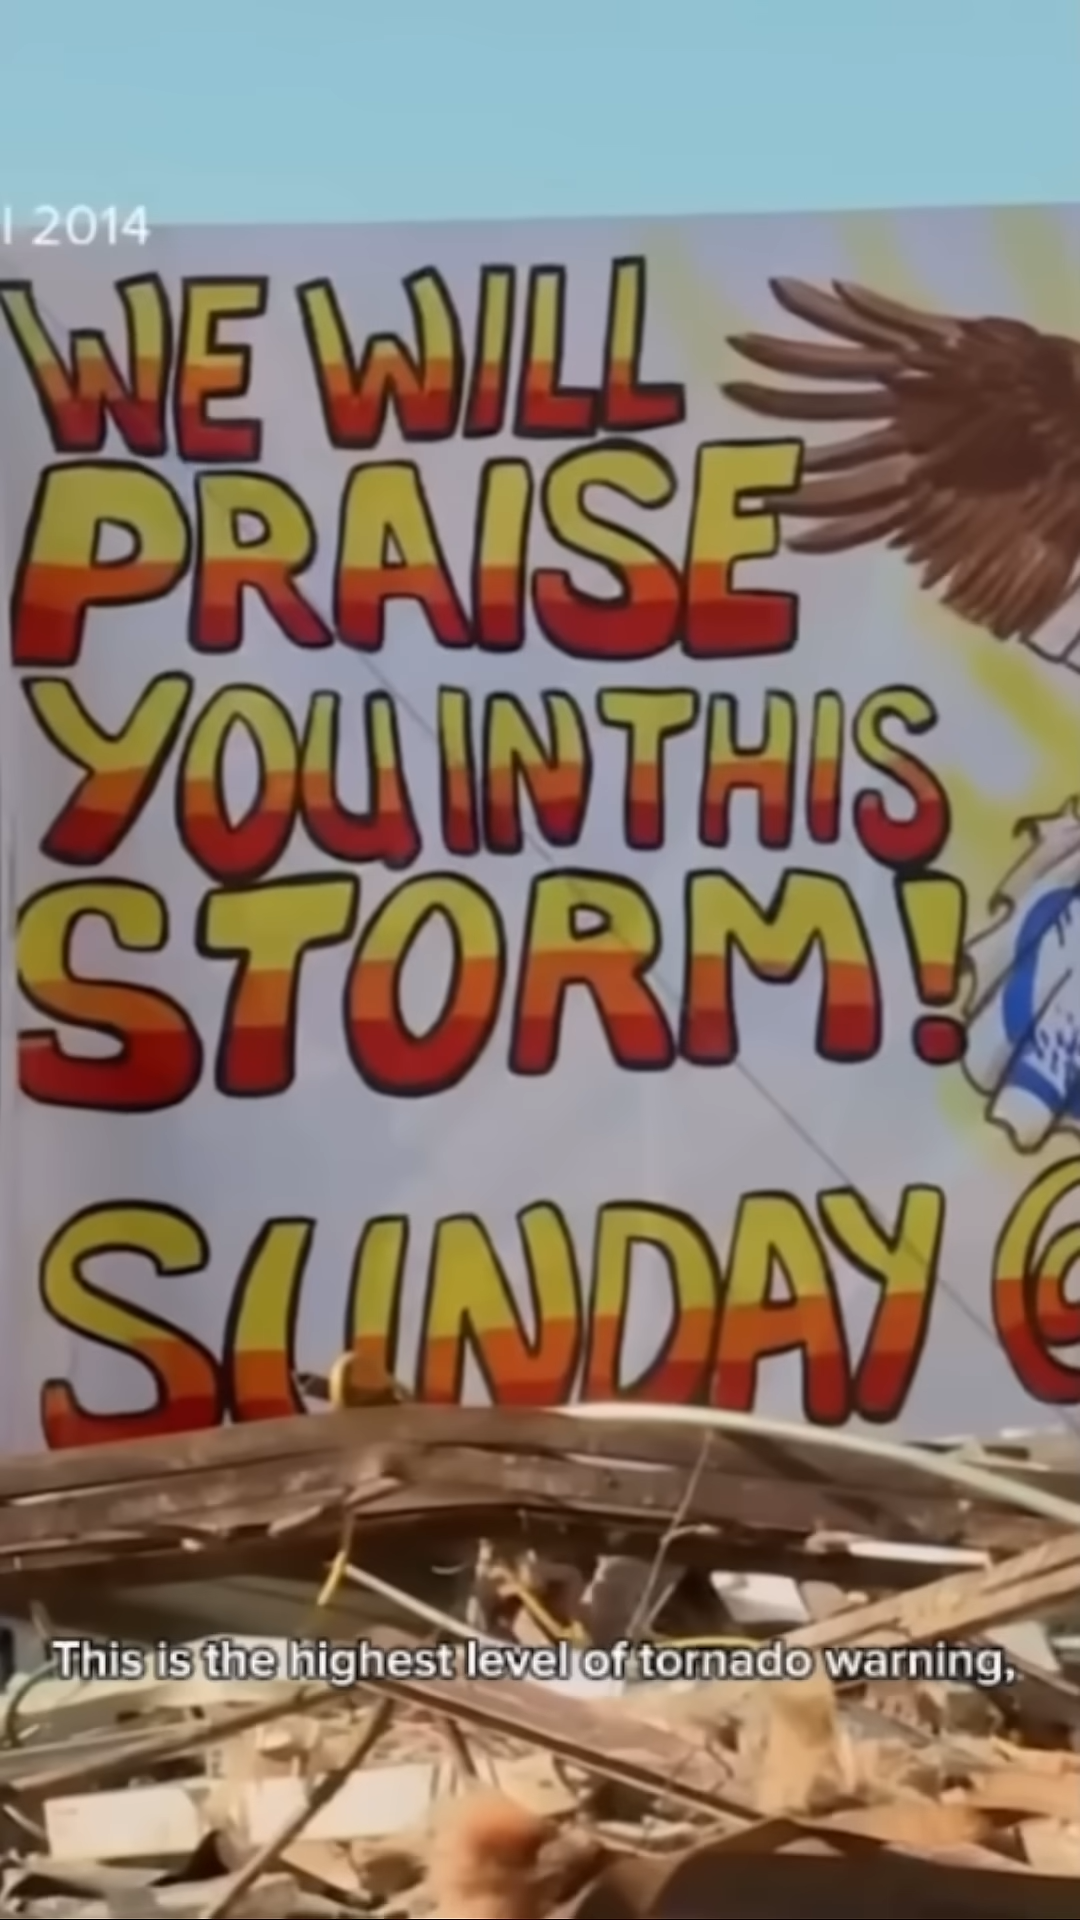 2014
WE WILL
PRAISE
YOU IN THIS
STORM!
SUNDAY @
This is the highest level of tornado warning,